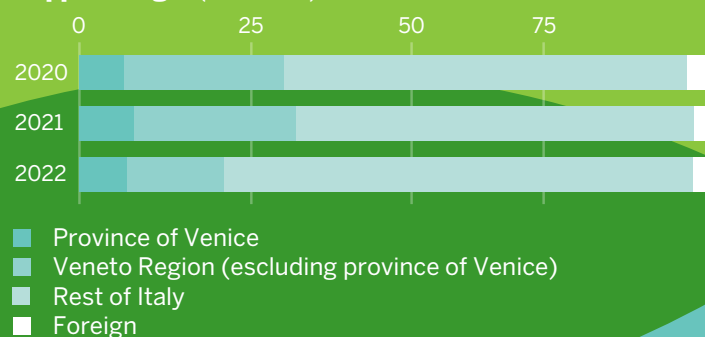 0 25 50 75
2020
2021
2022
Province of Venice
Veneto Region (excluding province of Venice)
Rest of Italy
Foreign